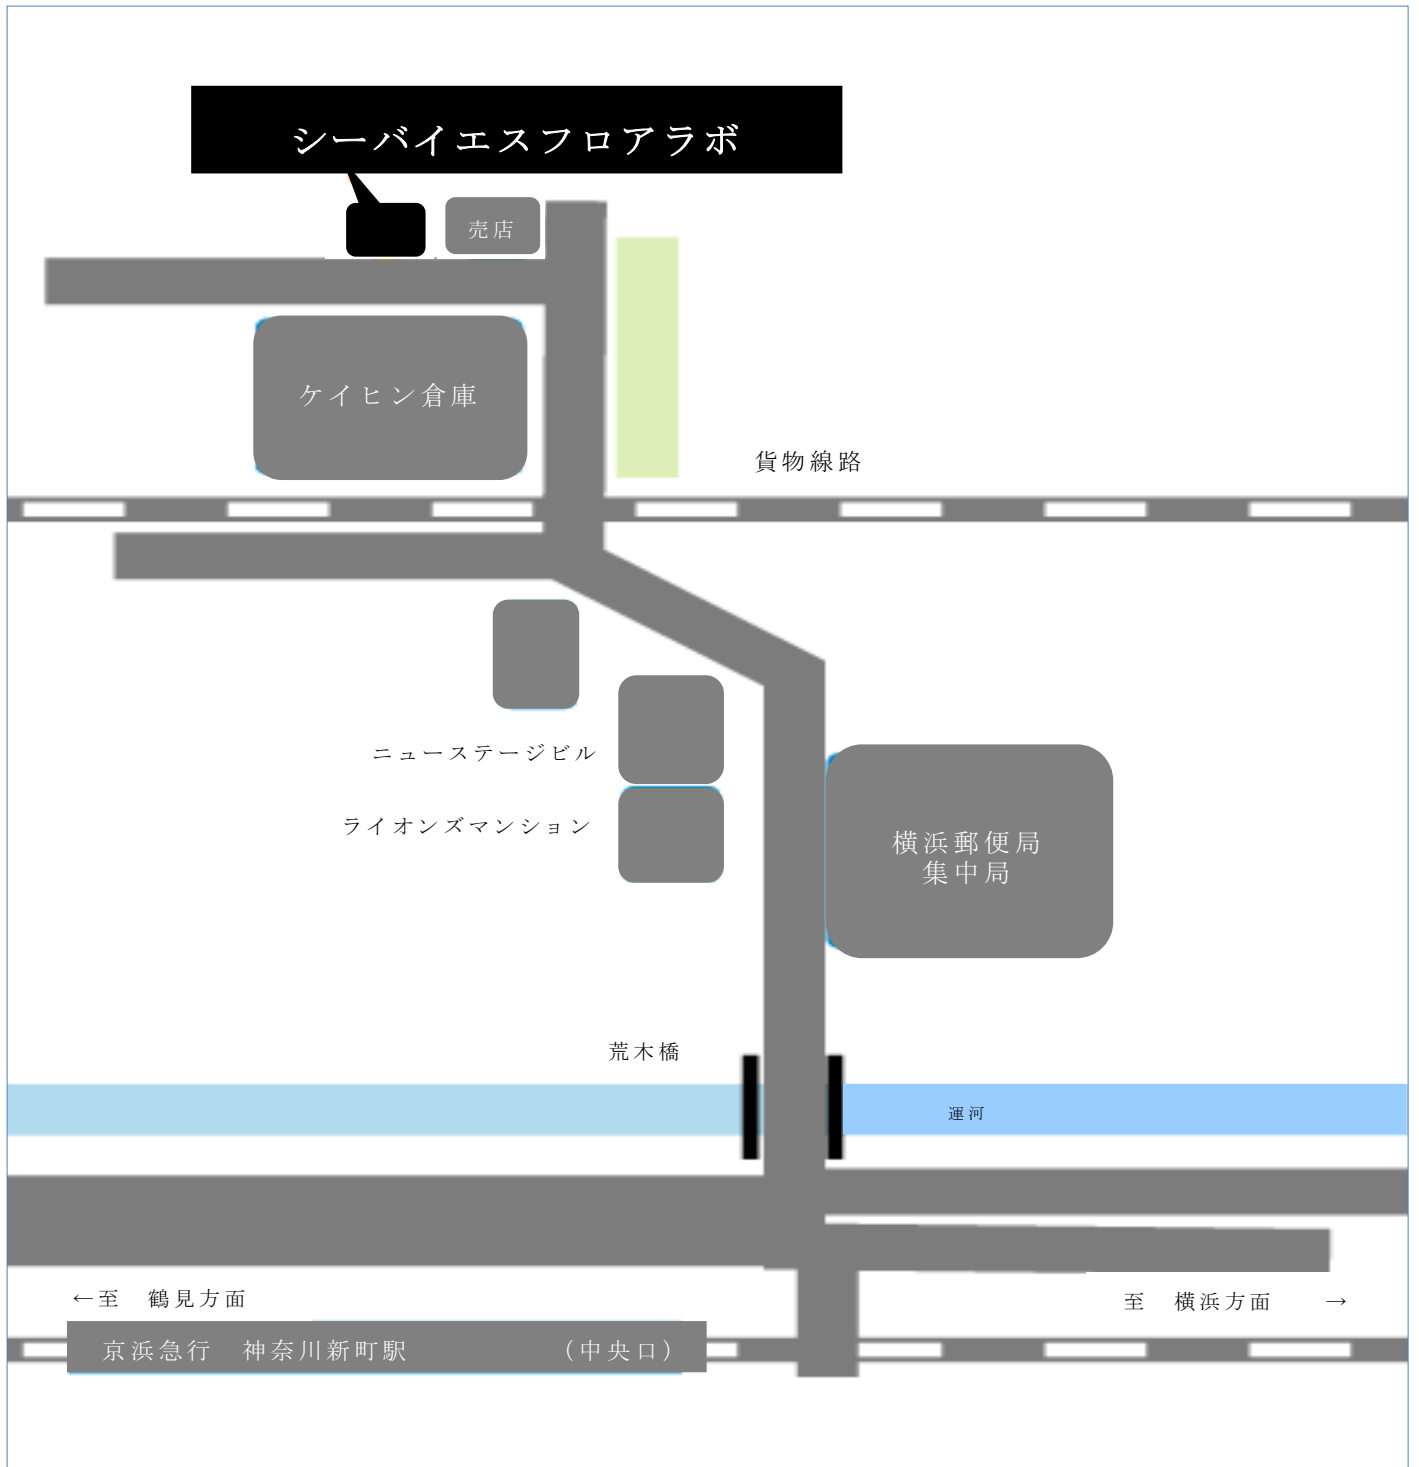 シーバイエスフロアラボ
売店
ケイヒン倉庫
貨物線路
ニューステージビル
ライオンズマンション
横浜郵便局
集中局
荒木橋
運河
←至　鶴見方面
至　横浜方面　　→
京浜急行　神奈川新町駅　　　　　（中央口）